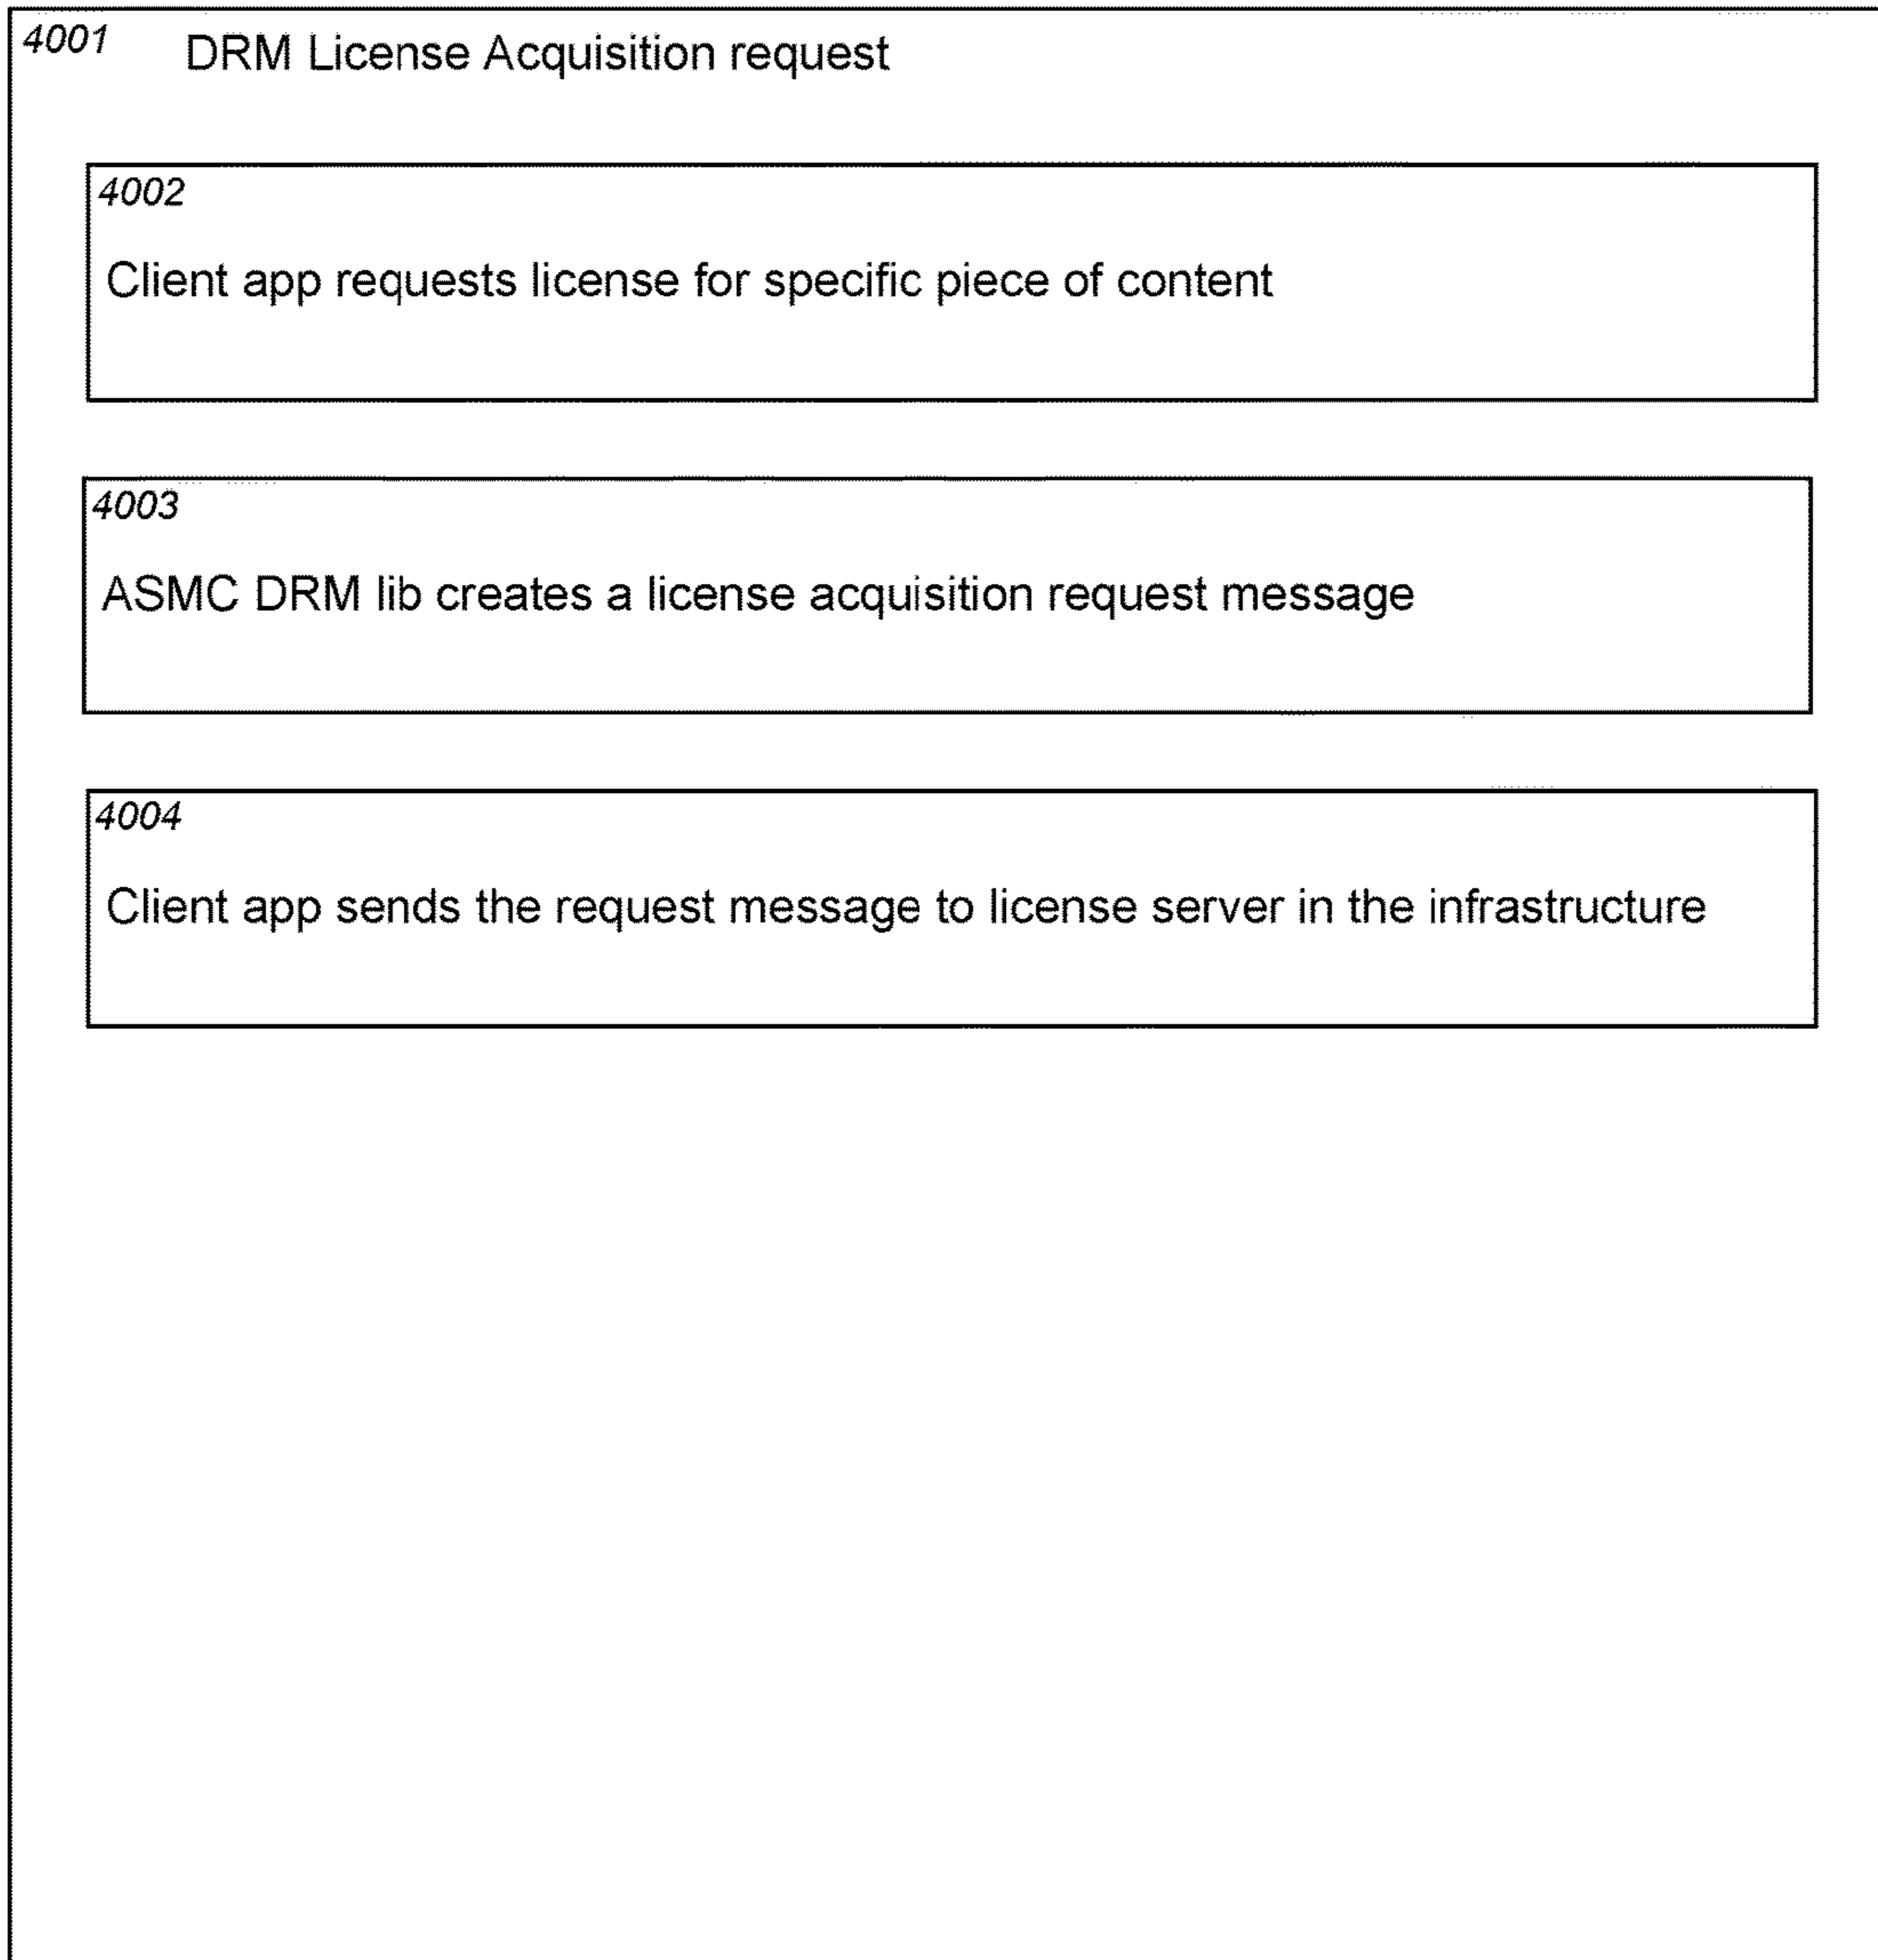 4001 DRM License Acquisition request
4002
Client app requests license for specific piece of content
4003
ASMC DRM lib creates a license acquisition request message
4004
Client app sends the request message to license server in the infrastructure